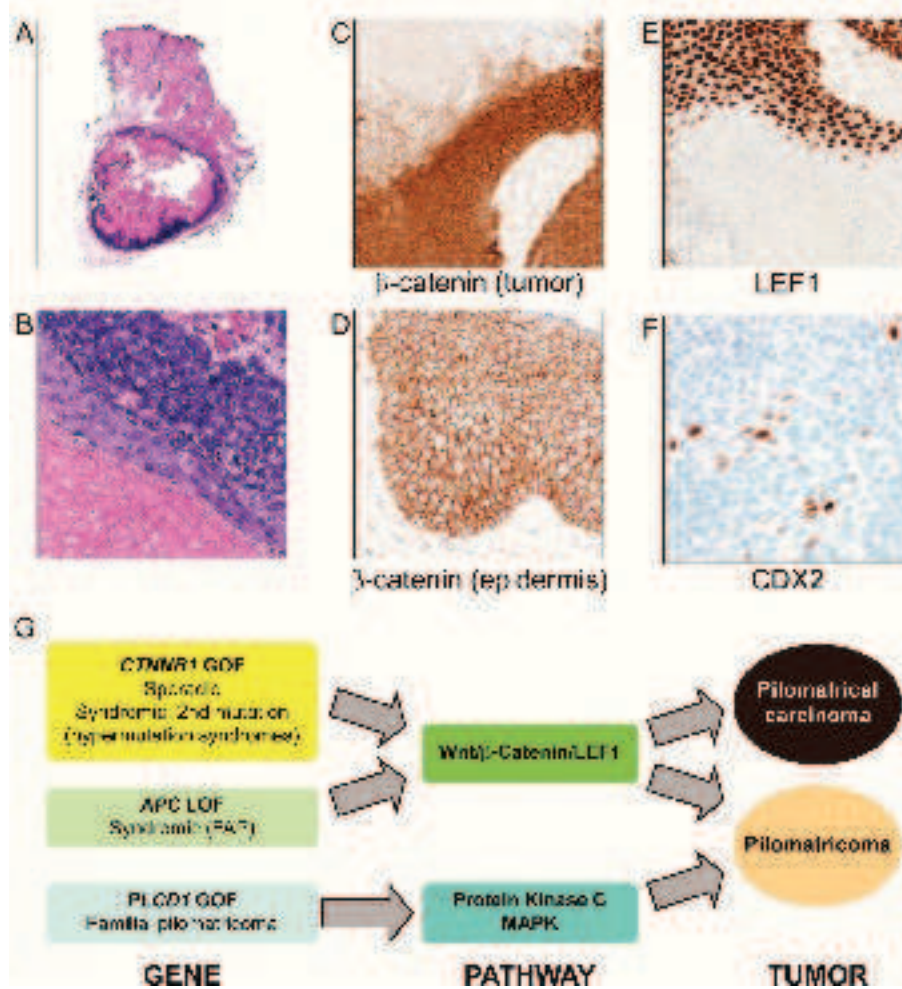 A
C
E
β-catenin (tumor)
LEF1
B
D
F
β-catenin (epidermis)
CDX2
G
CTNNB1 GOF
Sporadic
Syndromic 2nd mutation
(hypermutation syndromes)
APC LOF
Syndromic (FAP)
PLCD1 GOF
Familial pilomatricoma
Wnt/β-Catenin/LEF1
Protein Kinase C
MAPK
Pilomatrical
carcinoma
Pilomatricoma
GENE
PATHWAY
TUMOR